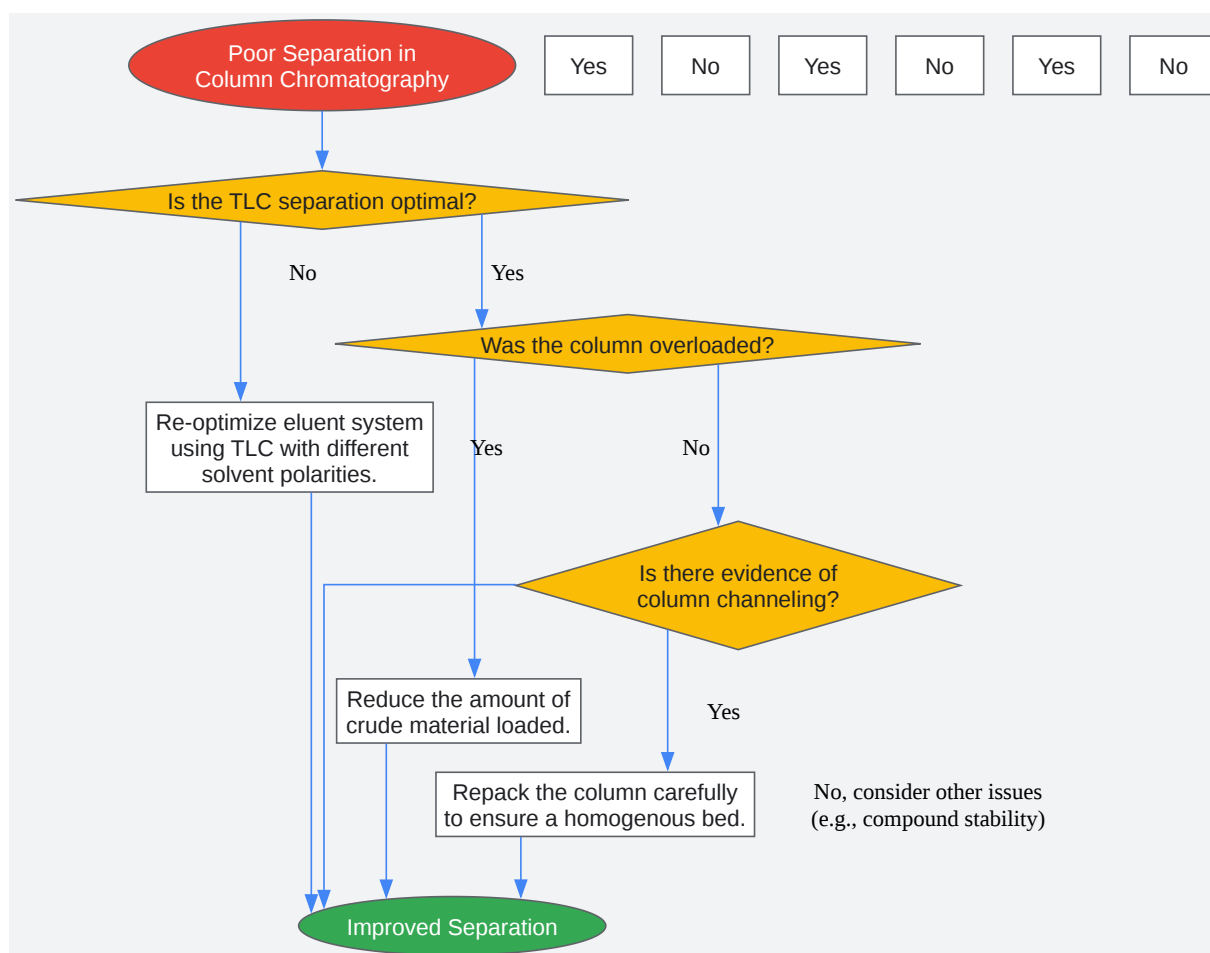 Poor Separation in
Column Chromatography
Yes
No
Yes
No
Yes
No
Is the TLC separation optimal?
No
Yes
Was the column overloaded?
Re-optimize eluent system
using TLC with different
solvent polarities.
Yes
No
Is there evidence of
column channeling?
Reduce the amount of
crude material loaded.
Yes
Repack the column carefully
to ensure a homogenous bed.
No, consider other issues
(e.g., compound stability)
Improved Separation